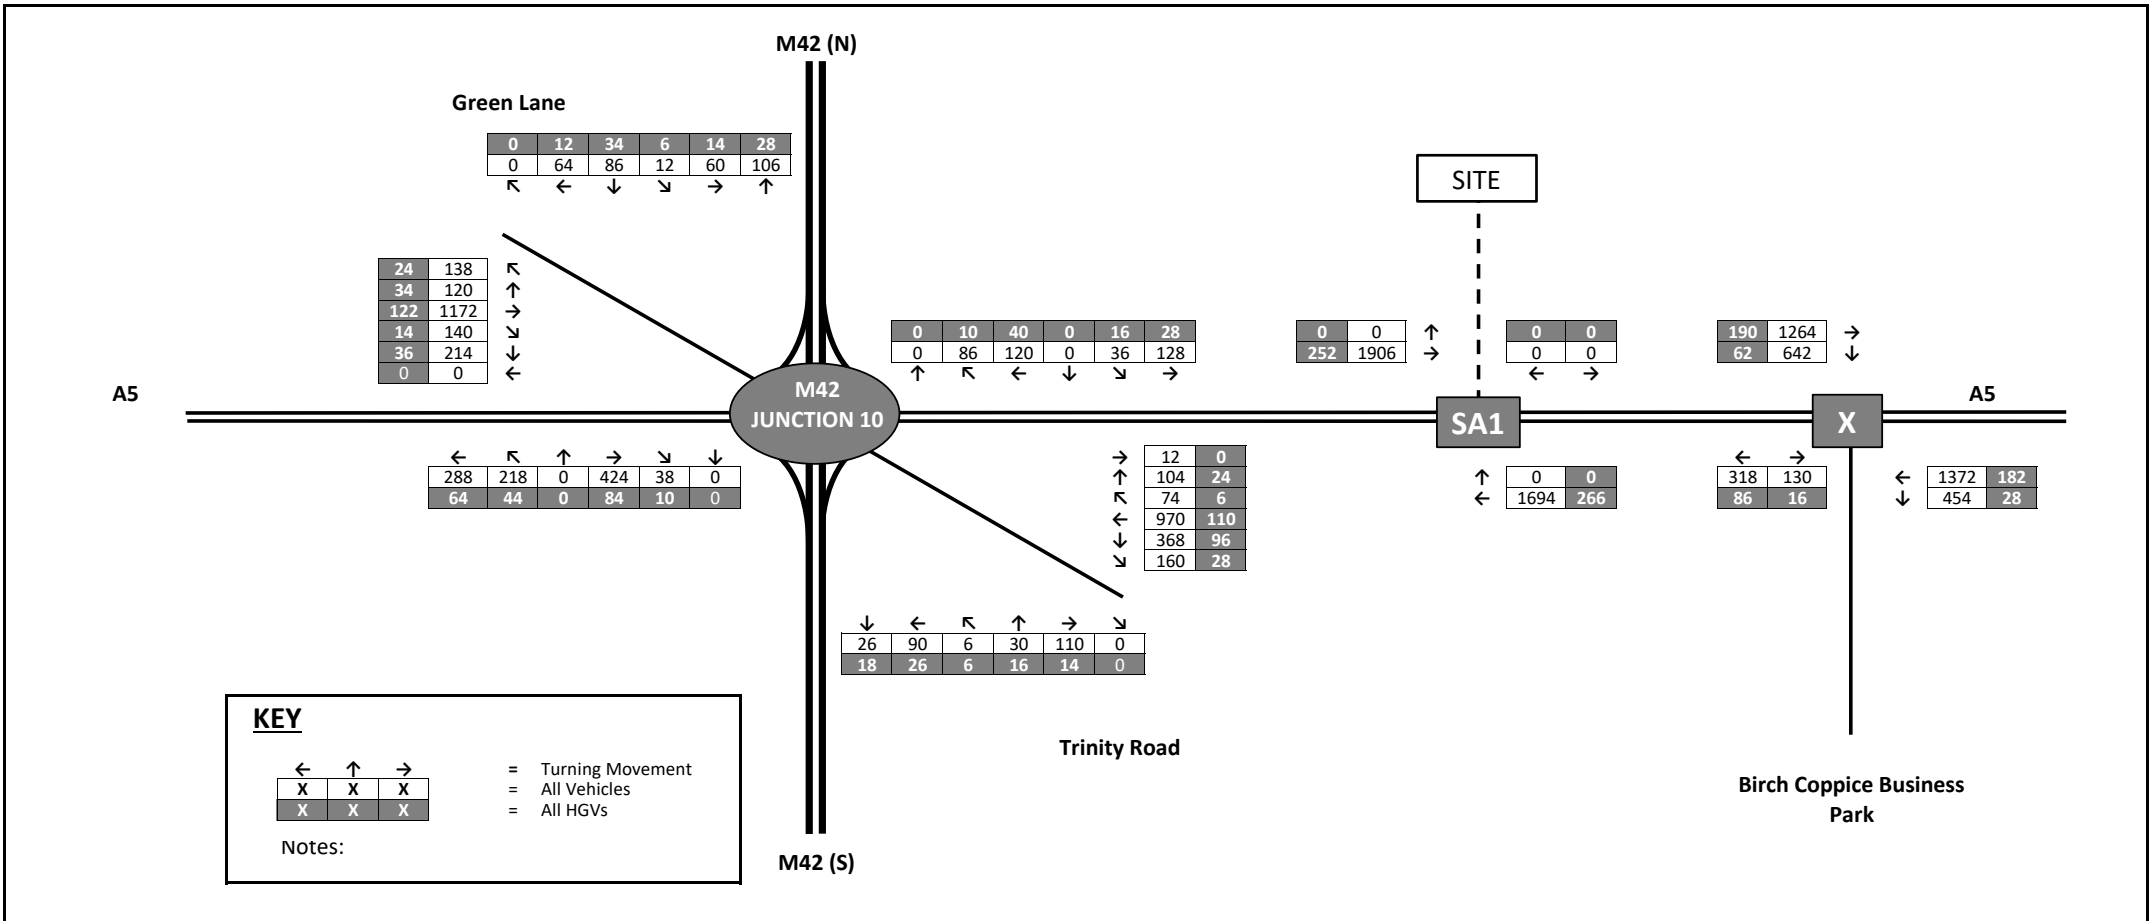 M42 (N)
Green Lane
0 12 34 6 14 28
0 64 86 12 60 106
↖ ← ↓ ↘ → ↑
SITE
24 138 ↖
34 120 ↑
122 1172 →
14 140 ↘
36 214 ↓
0 0 ←
0 10 40 0 16 28
0 86 120 0 36 128
↑ ↖ ← ↓ ↘ →
0 0 ↑
252 1906 →
0 0
0 0
← →
190 1264 →
62 642 ↓
A5
M42
JUNCTION 10
SA1
X
A5
← ↖ ↑ → ↘ ↓
288 218 0 424 38 0
64 44 0 84 10 0
→ 12 0
↑ 104 24
↖ 74 6
← 970 110
↓ 368 96
↘ 160 28
↑ 0 0
← 1694 266
← →
318 130
86 16
← 1372 182
↓ 454 28
↓ ← ↖ ↑ → ↘
26 90 6 30 110 0
18 26 6 16 14 0
Trinity Road
Birch Coppice Business
Park
KEY
← ↑ → = Turning Movement
X X X = All Vehicles
X X X = All HGVs
Notes:
M42 (S)